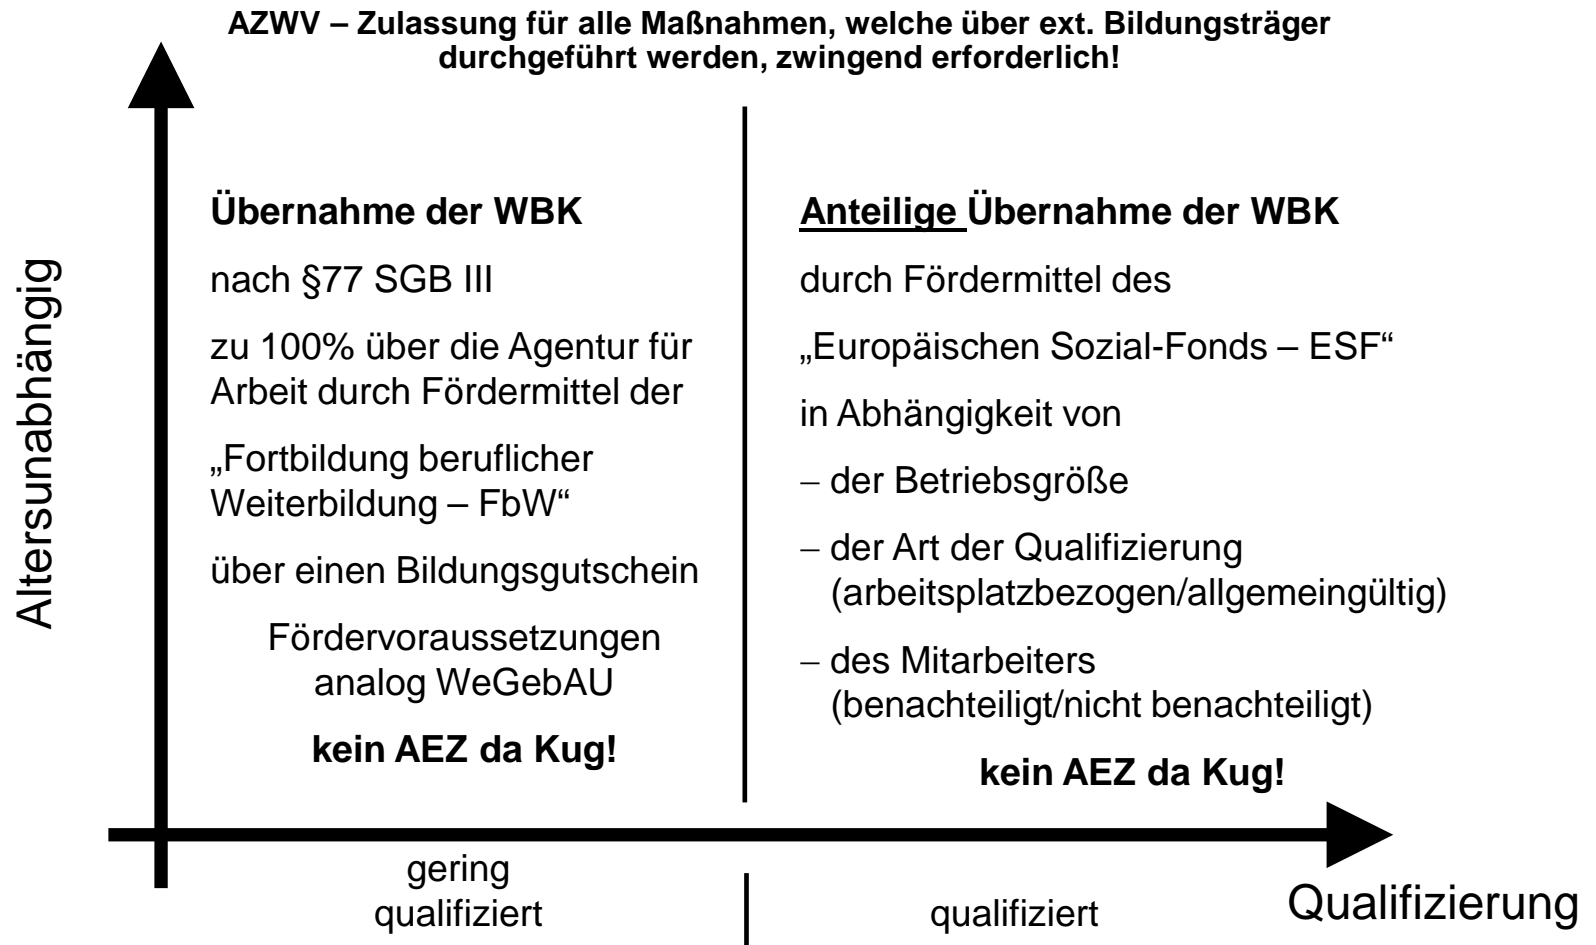 AZWV – Zulassung für alle Maßnahmen, welche über ext. Bildungsträger
durchgeführt werden, zwingend erforderlich!
Altersunabhängig
Übernahme der WBK
nach §77 SGB III
zu 100% über die Agentur für
Arbeit durch Fördermittel der
„Fortbildung beruflicher
Weiterbildung – FbW“
über einen Bildungsgutschein
Fördervoraussetzungen
analog WeGebAU
kein AEZ da Kug!
Anteilige Übernahme der WBK
durch Fördermittel des
„Europäischen Sozial-Fonds – ESF“
in Abhängigkeit von
– der Betriebsgröße
– der Art der Qualifizierung
(arbeitsplatzbezogen/allgemeingültig)
– des Mitarbeiters
(benachteiligt/nicht benachteiligt)
kein AEZ da Kug!
gering
qualifiziert
qualifiziert
Qualifizierung